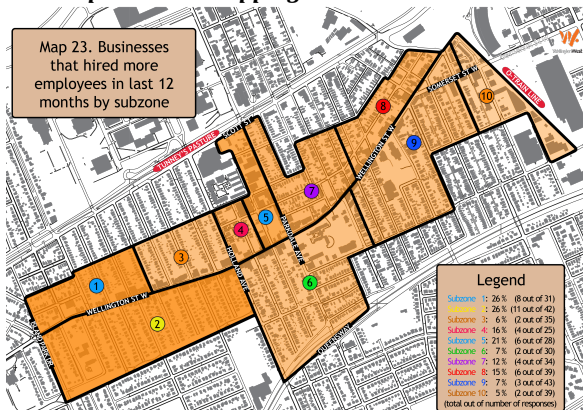 Map 23. Businesses
that hired more
employees in last 12
months by subzone
WellingtonWest
O-TRAIN LINE
SOMERSET ST W
TUNNEY'S PASTURE
SCOTT ST
WELLINGTON ST W
PARKDALE AVE
HOLLAND AVE
WELLINGTON ST W
ISLAND PARK DR
QUEENSWAY
1
2
3
4
5
6
7
8
9
10
Legend
Subzone 1: 26% (8 out of 31)
Subzone 2: 26% (11 out of 42)
Subzone 3: 6% (2 out of 35)
Subzone 4: 16% (4 out of 25)
Subzone 5: 21% (6 out of 28)
Subzone 6: 7% (2 out of 30)
Subzone 7: 12% (4 out of 34)
Subzone 8: 15% (6 out of 39)
Subzone 9: 7% (3 out of 43)
Subzone 10: 5% (2 out of 39)
(total out of number of responses)